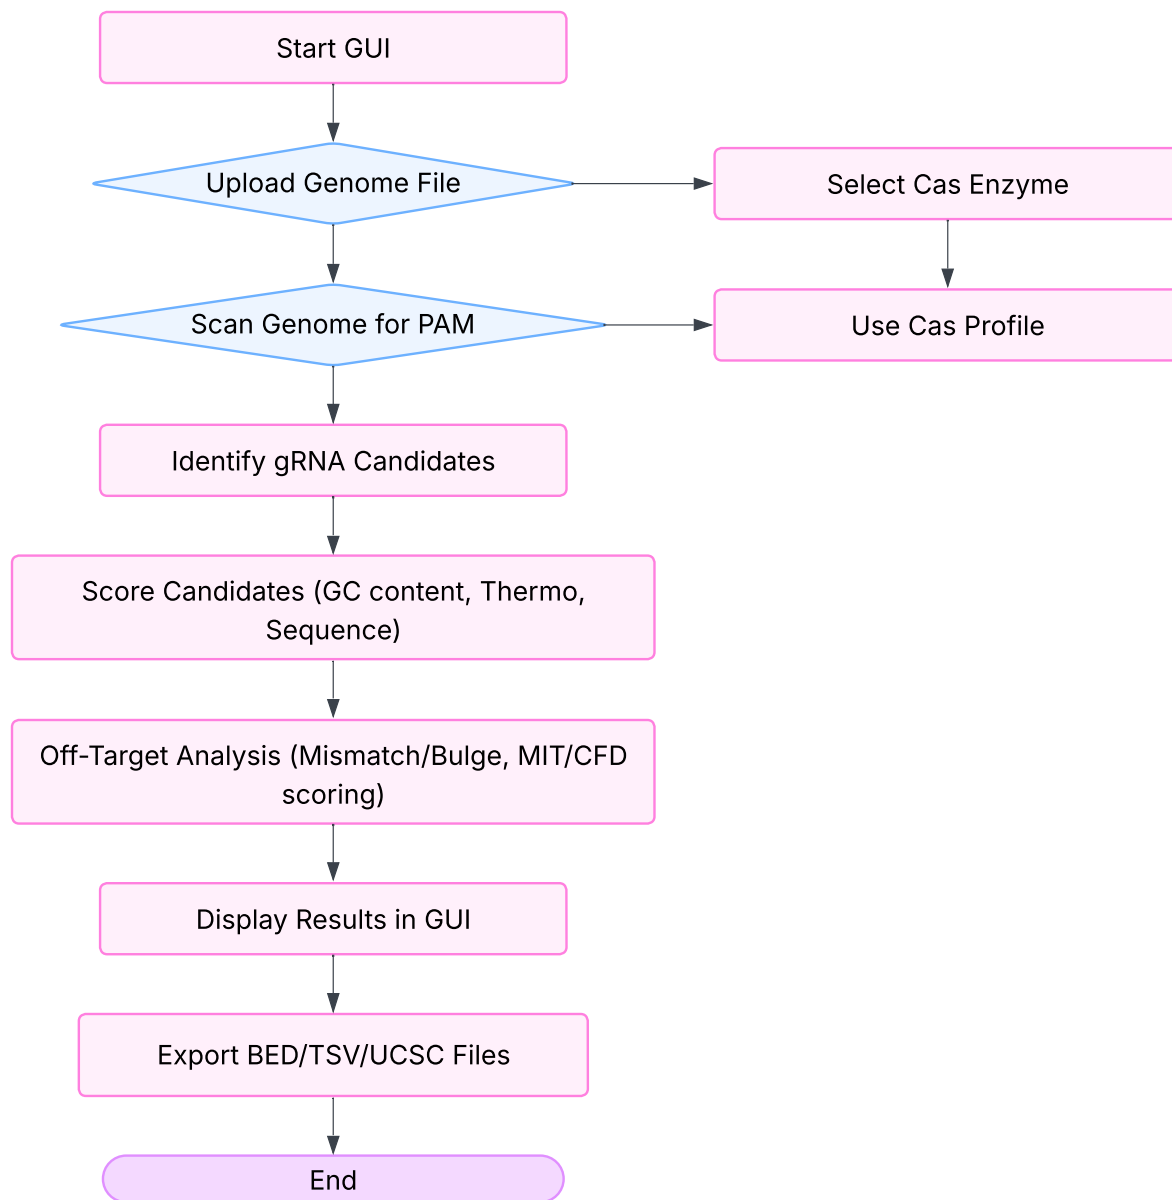 Start GUI
Upload Genome File
Select Cas Enzyme
Scan Genome for PAM
Use Cas Profile
Identify gRNA Candidates
Score Candidates (GC content, Thermo,
Sequence)
Off-Target Analysis (Mismatch/Bulge, MIT/CFD
scoring)
Display Results in GUI
Export BED/TSV/UCSC Files
End